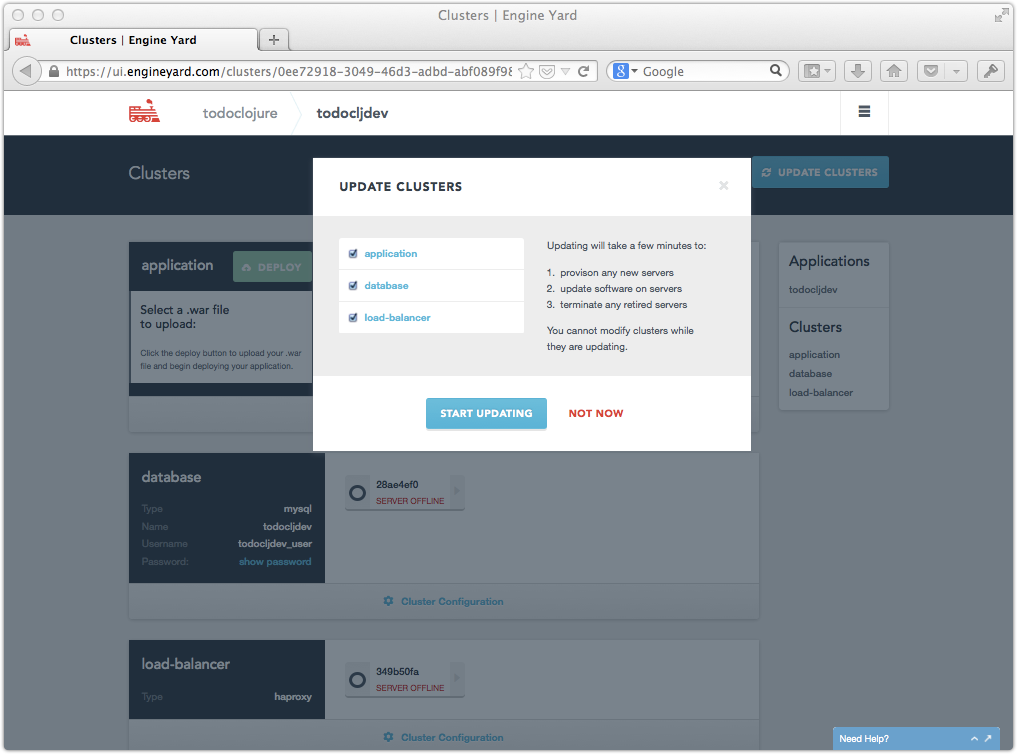 Clusters | Engine Yard
Clusters | Engine Yard
https://ui.engineyard.com/clusters/0ee72918-3049-46d3-adbd-abf089f98
Google
todoclojure
todocljdev
Clusters
UPDATE CLUSTERS
UPDATE CLUSTERS
application
database
load-balancer
Updating will take a few minutes to:
1. provison any new servers
2. update software on servers
3. terminate any retired servers
You cannot modify clusters while
they are updating.
START UPDATING
NOT NOW
application
DEPLOY
Select a .war file
to upload:
Click the deploy button to upload your .war
file and begin deploying your application.
Applications
todocljdev
Clusters
application
database
load-balancer
database
Type mysql
Name todocljdev
Username todocljdev_user
Password: show password
28ae4ef0
SERVER OFFLINE
Cluster Configuration
load-balancer
Type haproxy
349b50fa
SERVER OFFLINE
Cluster Configuration
Need Help?